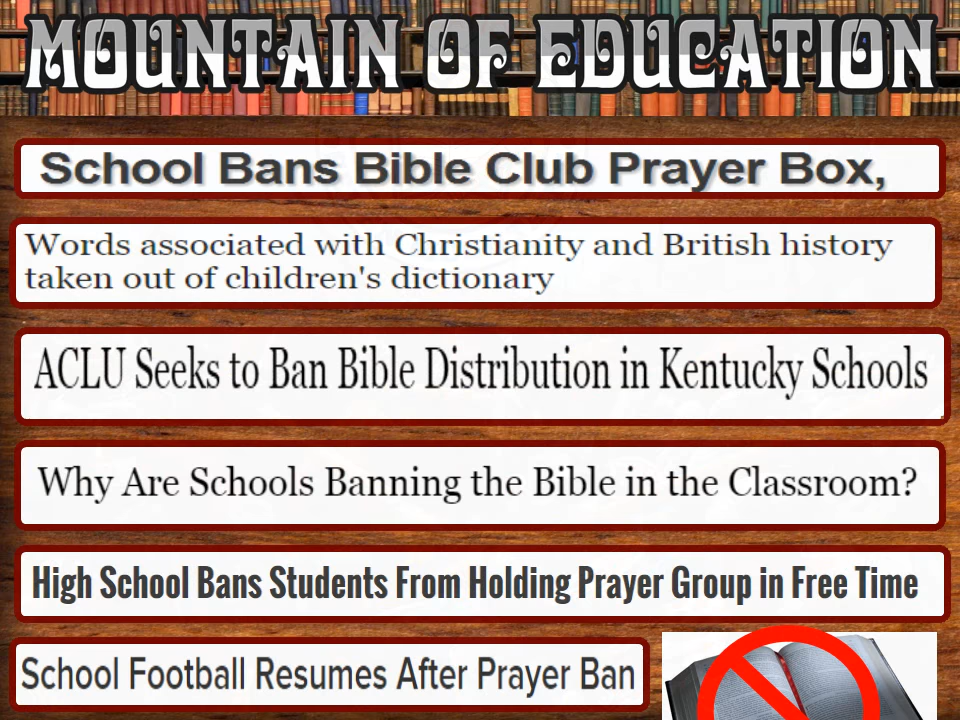 MOUNTAIN OF EDUCATION
School Bans Bible Club Prayer Box,
Words associated with Christianity and British history
taken out of children's dictionary
ACLU Seeks to Ban Bible Distribution in Kentucky Schools
Why Are Schools Banning the Bible in the Classroom?
High School Bans Students From Holding Prayer Group in Free Time
School Football Resumes After Prayer Ban